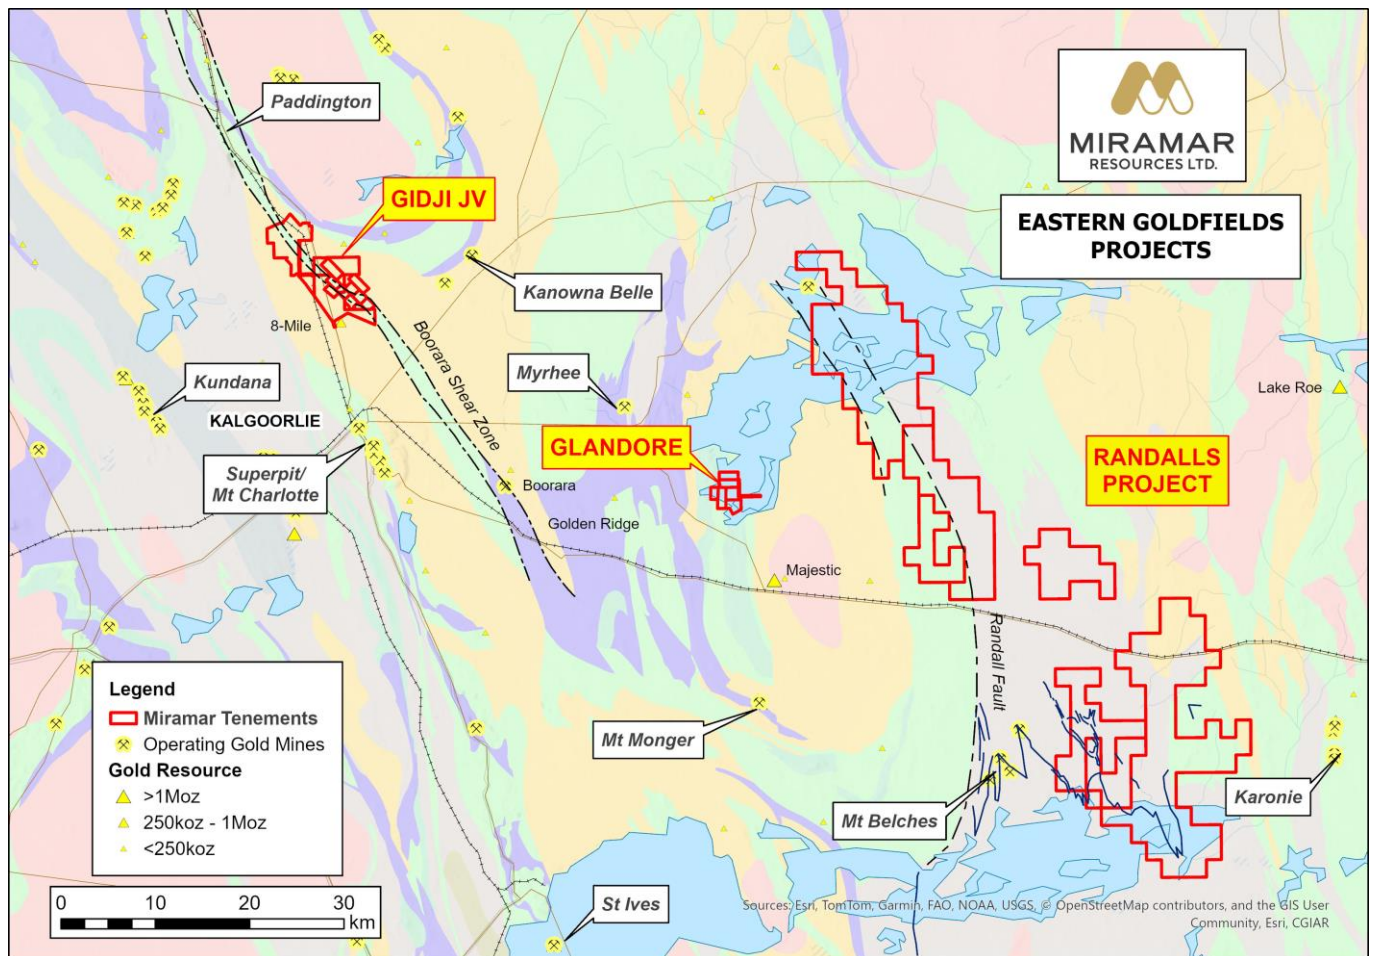 Paddington
MIRAMAR
RESOURCES LTD.
GIDJI JV
EASTERN GOLDFIELDS
PROJECTS
Kanowna Belle
8-Mile
Boorara Shear Zone
Kundana
Myrhee
Lake Roe
KALGOORLIE
GLANDORE
RANDALLS
PROJECT
Superpit/
Mt Charlotte
Boorara
Golden Ridge
Majestic
Randall Fault
Legend
Miramar Tenements
Operating Gold Mines
Gold Resource
>1Moz
250koz - 1Moz
<250koz
Mt Monger
Mt Belches
Karonie
St Ives
0 10 20 30
km
Sources: Esri, TomTom, Garmin, FAO, NOAA, USGS, © OpenStreetMap contributors, and the GIS User
Community, Esri, CGIAR